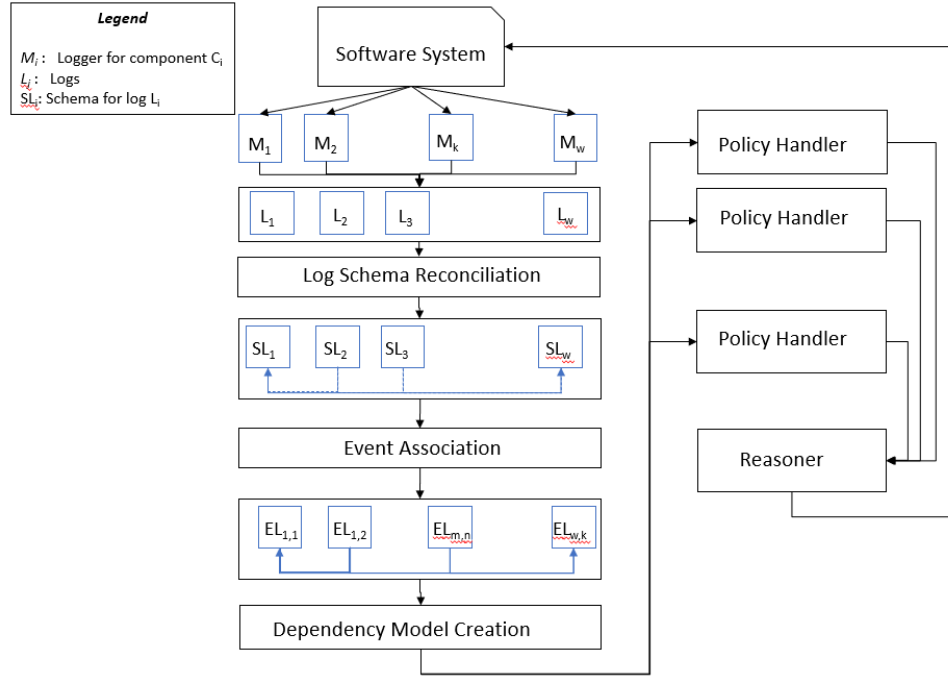 Legend
Mi : Logger for component Ci
Li : Logs
SLi: Schema for log Li
Software System
M1 M2 Mk Mw
L1 L2 L3 Lw
Log Schema Reconciliation
SL1 SL2 SL3 SLw
Event Association
EL1,1 EL1,2 ELm,n ELw,k
Dependency Model Creation
Policy Handler
Policy Handler
Policy Handler
Reasoner